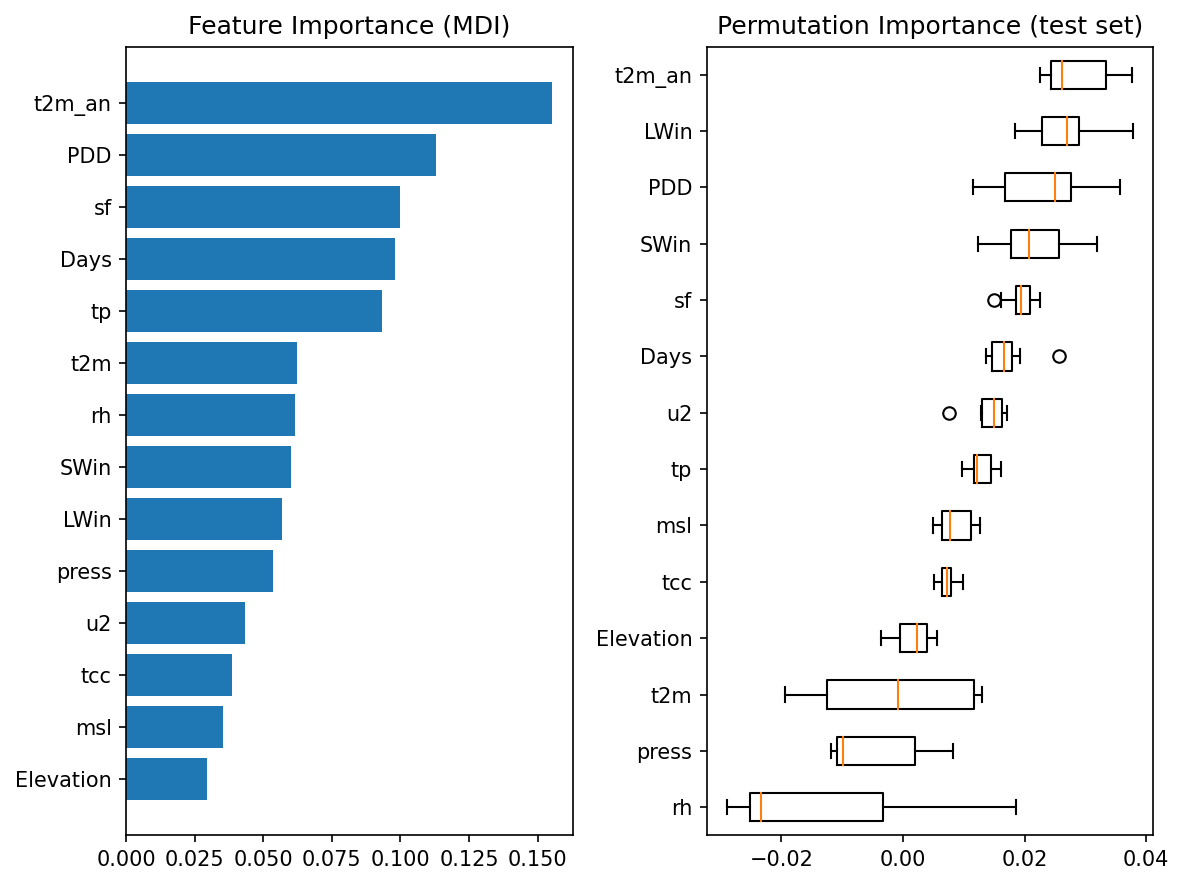 Feature Importance (MDI)
t2m_an
PDD
sf
Days
tp
t2m
rh
SWin
LWin
press
u2
tcc
msl
Elevation
0.000 0.025 0.050 0.075 0.100 0.125 0.150
Permutation Importance (test set)
t2m_an
LWin
PDD
SWin
sf
Days
u2
tp
msl
tcc
Elevation
t2m
press
rh
−0.02 0.00 0.02 0.04